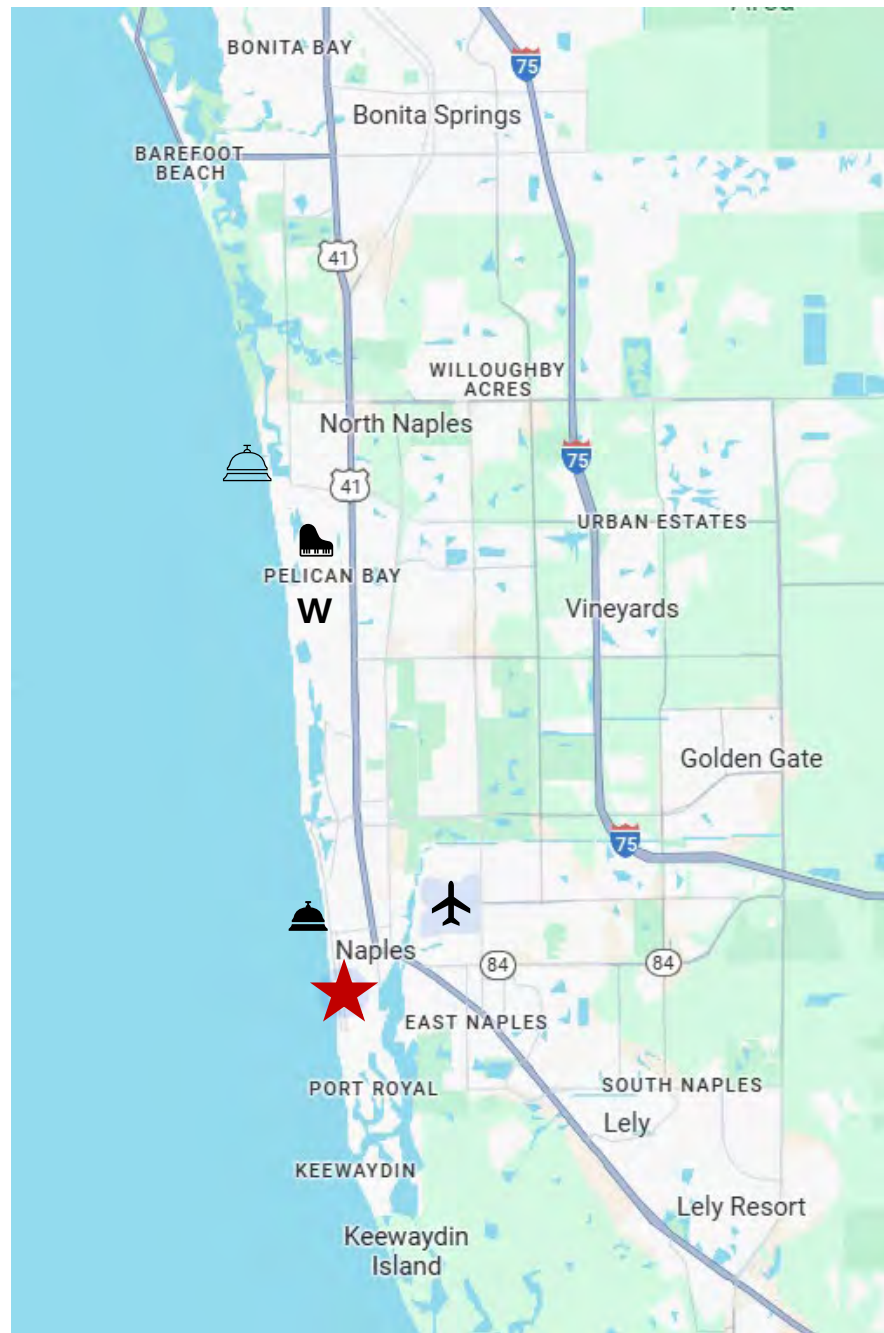 Area
BONITA BAY
75
Bonita Springs
BAREFOOT
BEACH
41
WILLOUGHBY
ACRES
North Naples
75
41
URBAN ESTATES
PELICAN BAY
W
Vineyards
Golden Gate
75
Naples
84
84
EAST NAPLES
PORT ROYAL
SOUTH NAPLES
Lely
KEEWAYDIN
Lely Resort
Keewaydin
Island